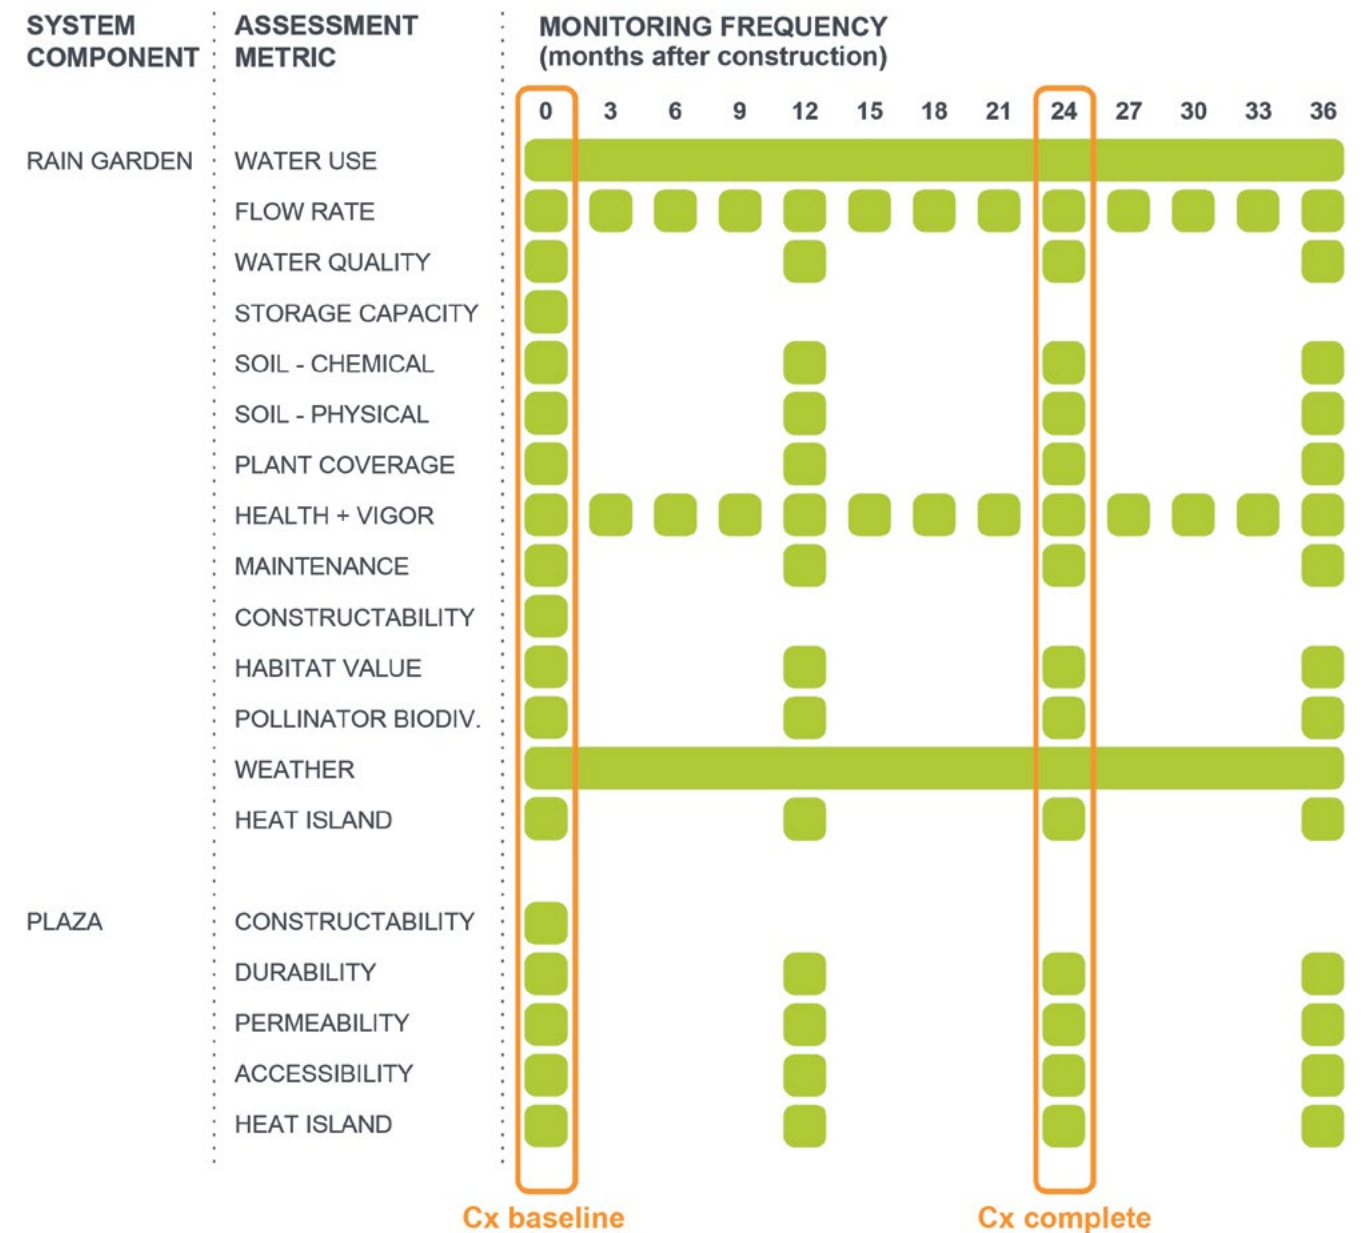 SYSTEM
COMPONENT
ASSESSMENT
METRIC
MONITORING FREQUENCY
(months after construction)
0 3 6 9 12 15 18 21 24 27 30 33 36
RAIN GARDEN WATER USE
FLOW RATE
WATER QUALITY
STORAGE CAPACITY
SOIL - CHEMICAL
SOIL - PHYSICAL
PLANT COVERAGE
HEALTH + VIGOR
MAINTENANCE
CONSTRUCTABILITY
HABITAT VALUE
POLLINATOR BIODIV.
WEATHER
HEAT ISLAND
PLAZA CONSTRUCTABILITY
DURABILITY
PERMEABILITY
ACCESSIBILITY
HEAT ISLAND
Cx baseline Cx complete